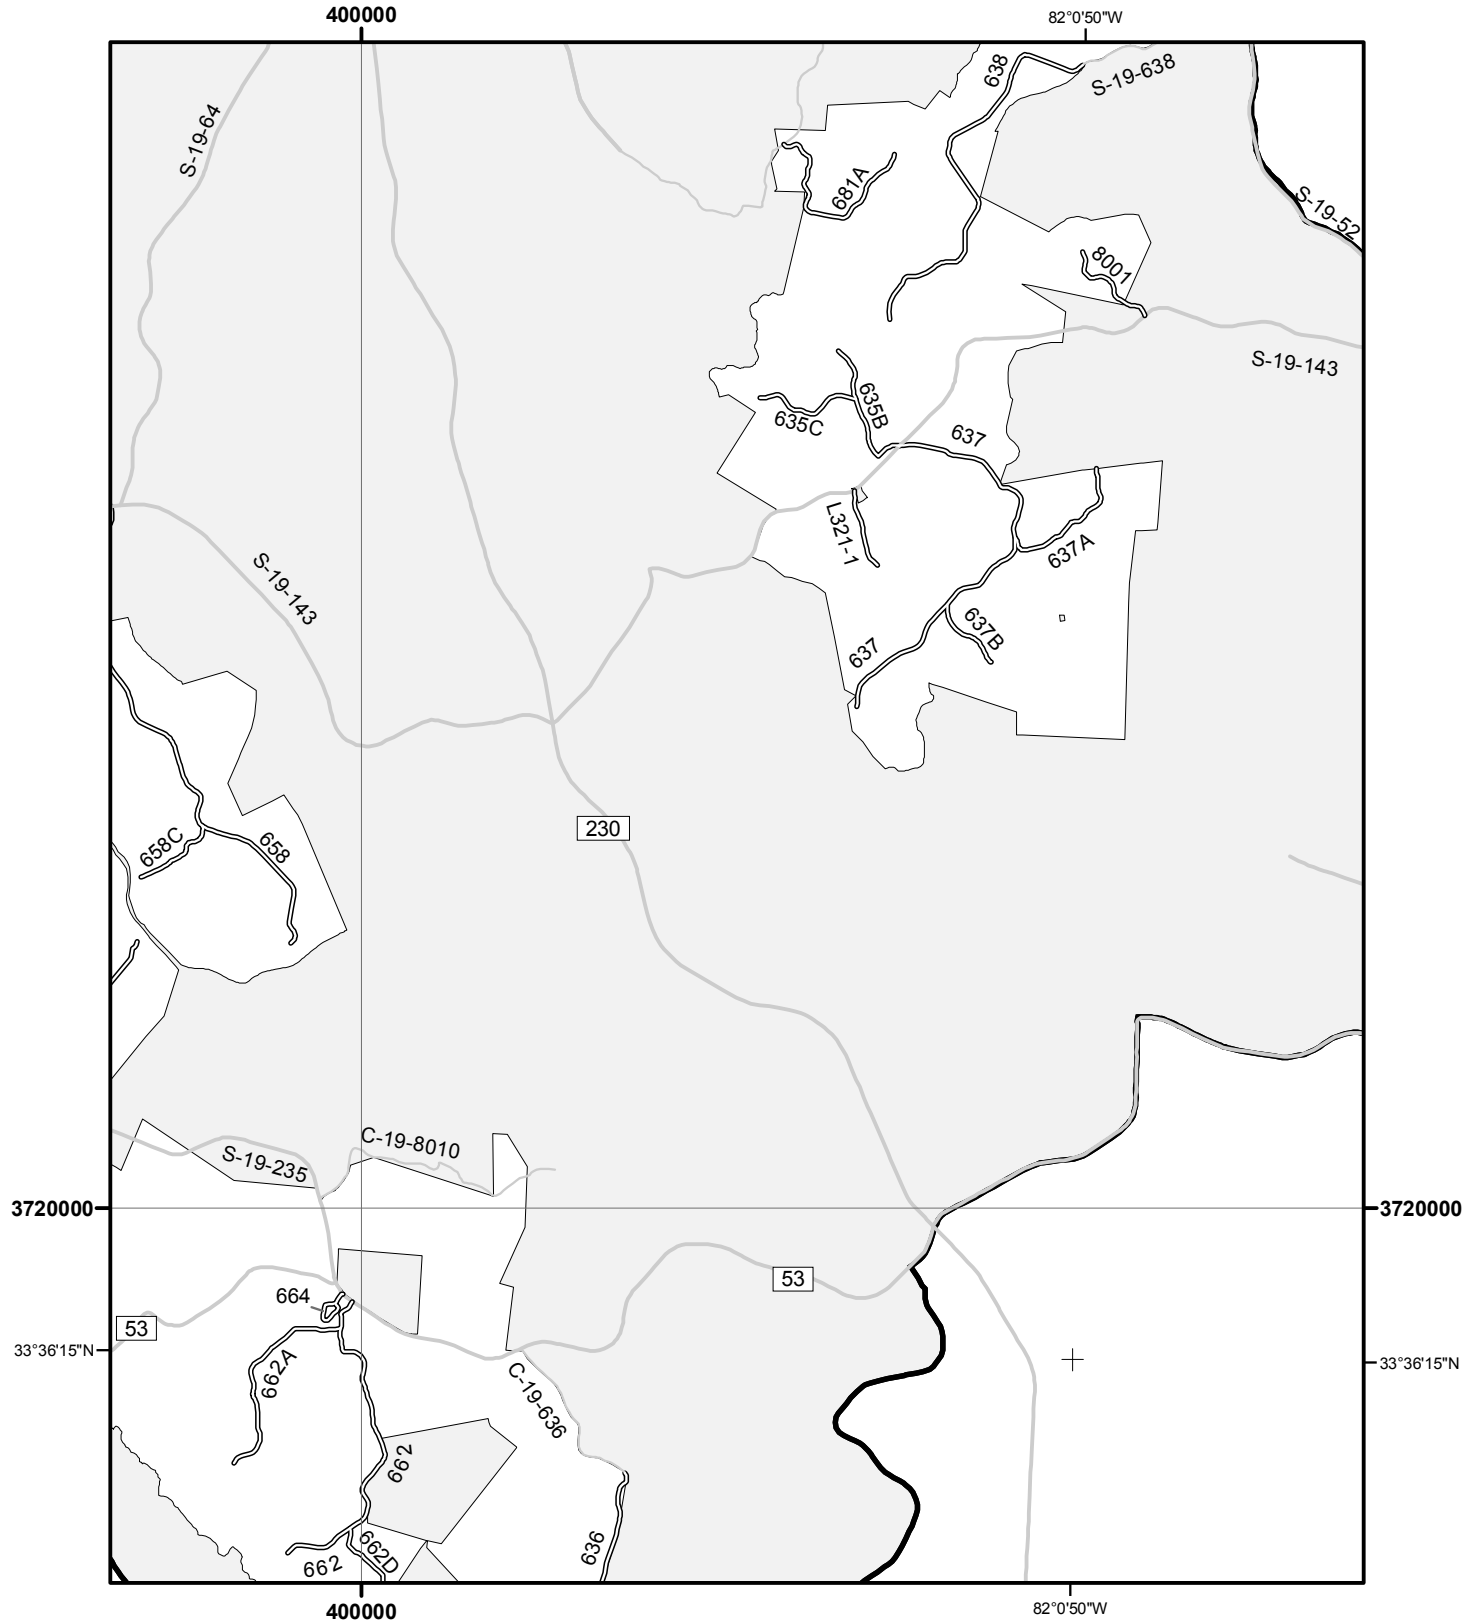 400000
82°0'50"W
638
S-19-638
S-19-64
681A
S-19-52
8001
S-19-143
635B
635C
637
L321-1
637A
S-19-143
637B
637
230
658C
658
C-19-8010
S-19-235
3720000
3720000
53
664
53
33°36'15"N
33°36'15"N
662A
C-19-636
662
636
662D
662
400000
82°0'50"W